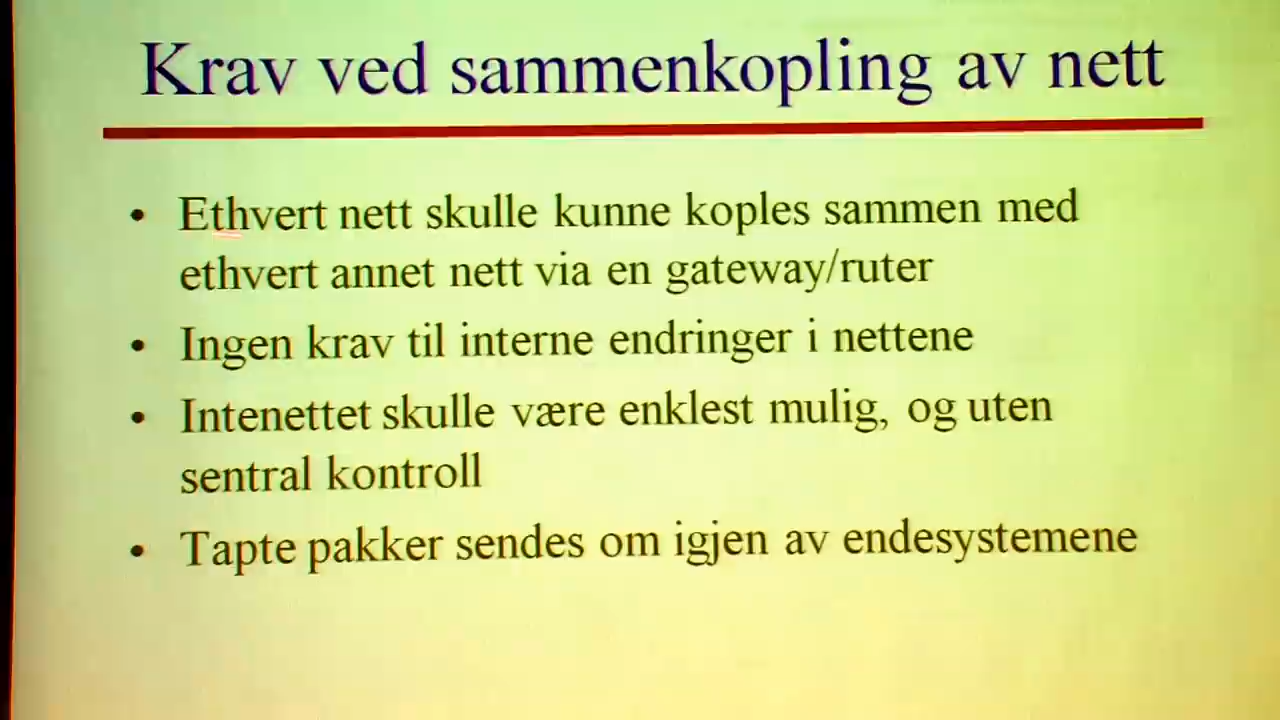 Krav ved sammenkopling av nett
• Ethvert nett skulle kunne koples sammen med
ethvert annet nett via en gateway/ruter
• Ingen krav til interne endringer i nettene
• Intenettet skulle være enklest mulig, og uten
sentral kontroll
• Tapte pakker sendes om igjen av endesystemene